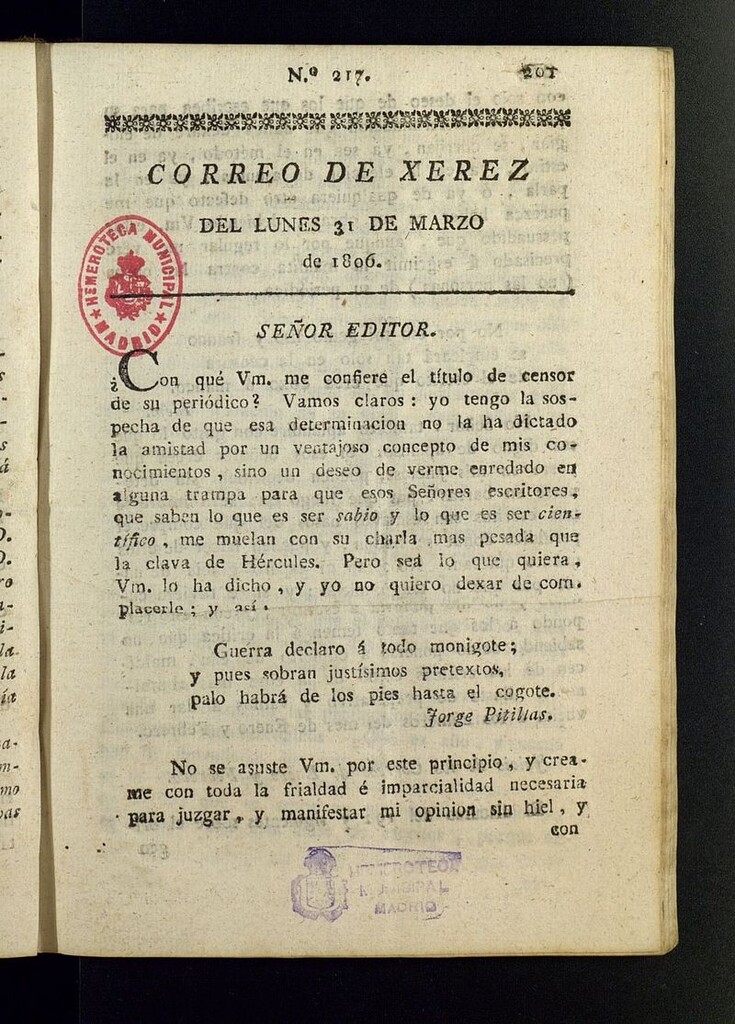 N.º 217.
201
CORREO DE XEREZ
DEL LUNES 31 DE MARZO
de 1806.
HEMEROTECA MUNICIPAL
★ MADRID ★
SEÑOR EDITOR.
¿Con qué Vm. me confiere el título de censor
de su periódico? Vamos claros: yo tengo la sos-
pecha de que esa determinacion no la ha dictado
la amistad por un ventajoso concepto de mis co-
nocimientos, sino un deseo de verme enredado en
alguna trampa para que esos Señores escritores,
que saben lo que es ser sabio y lo que es ser cien-
tífico, me muelan con su charla mas pesada que
la clava de Hércules. Pero sea lo que quiera,
Vm. lo ha dicho, y yo no quiero dexar de com-
placerle; y así.
Guerra declaro á todo monigote;
y pues sobran justísimos pretextos,
palo habrá de los pies hasta el cogote.
Jorge Pitillas.
No se asuste Vm. por este principio, y crea-
me con toda la frialdad é imparcialidad necesaria
para juzgar, y manifestar mi opinion sin hiel, y
con
HEMEROTECA
MUNICIPAL
MADRID